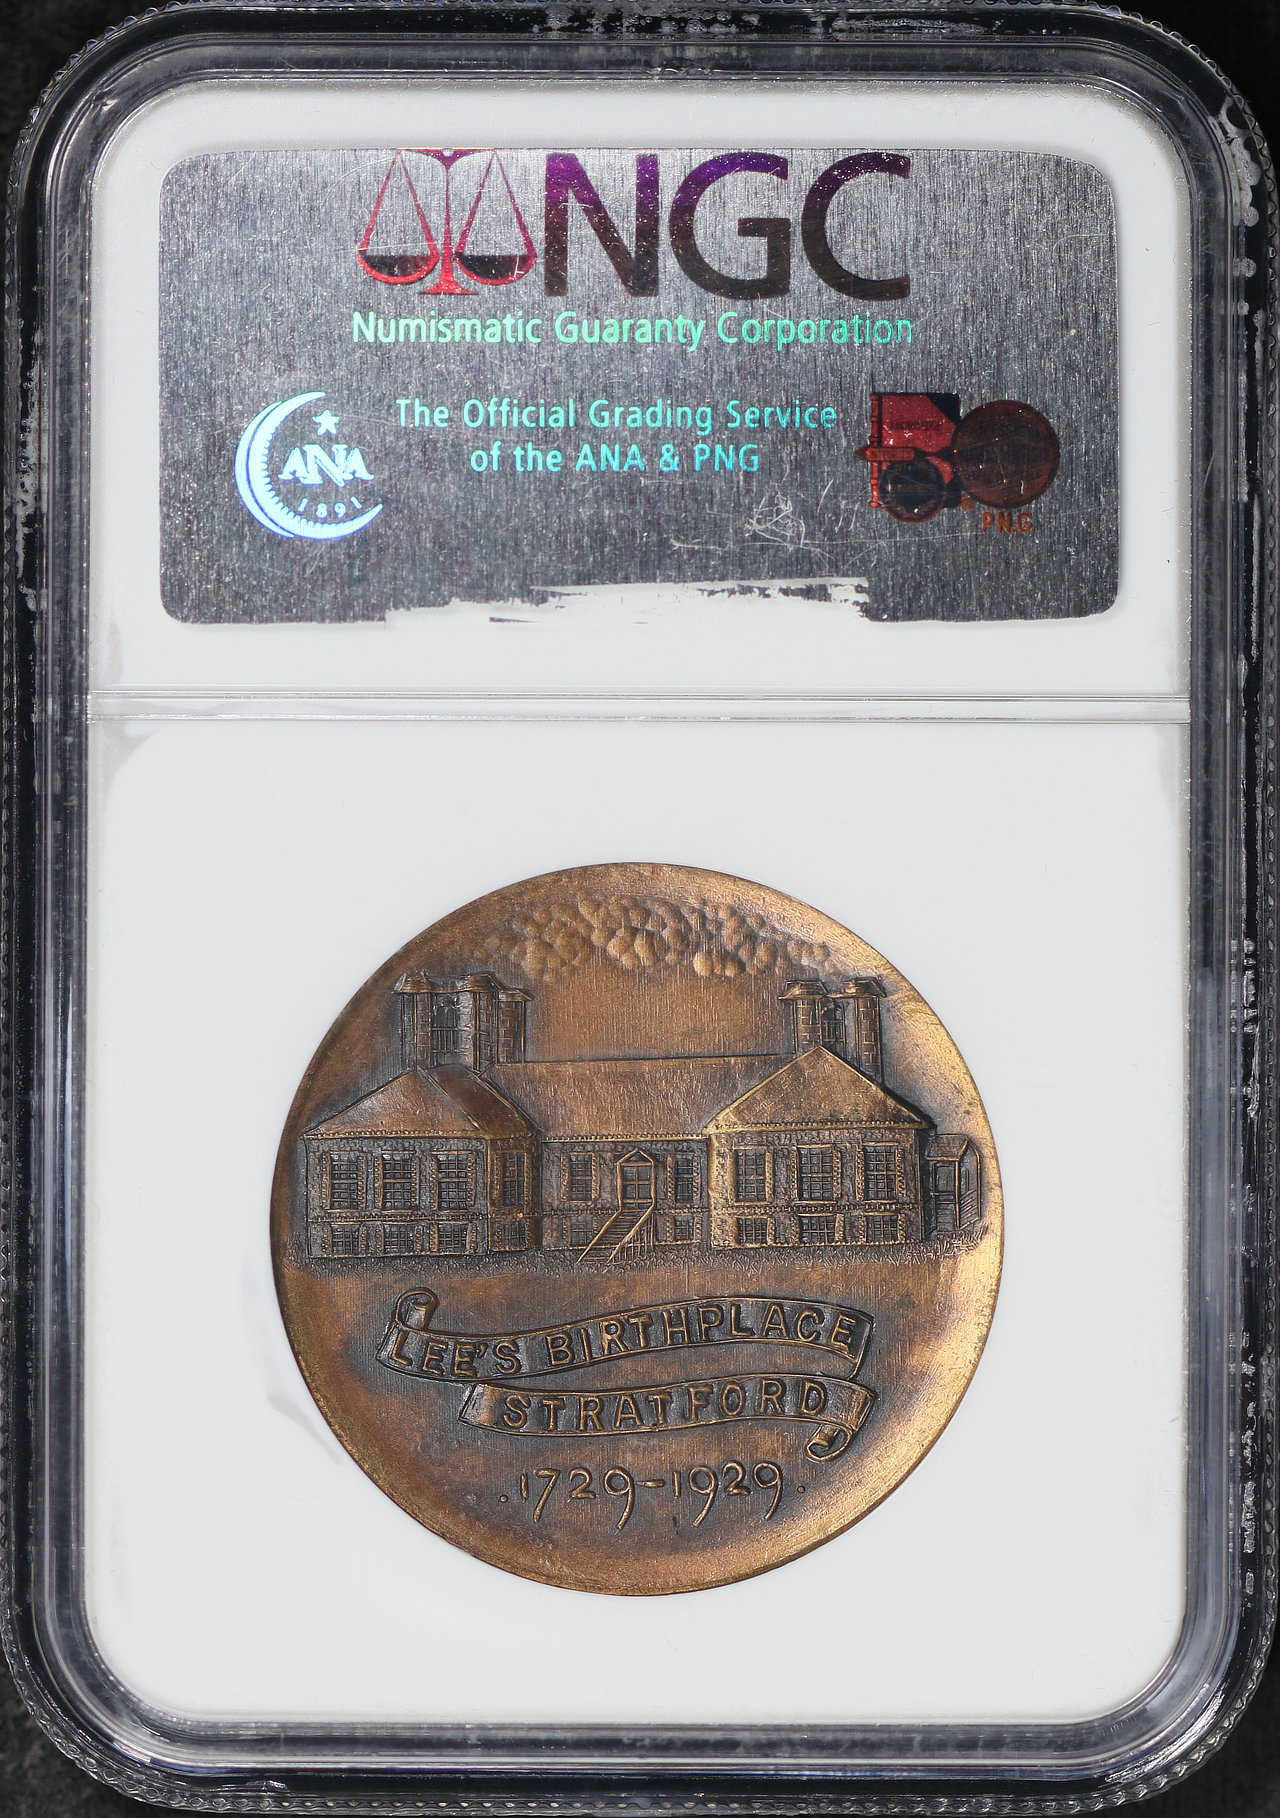 NGC
Numismatic Guaranty Corporation
The Official Grading Service
of the ANA & PNG
ANA
1891
P.N.G.
LEE'S BIRTHPLACE
STRATFORD
.1729-1929.